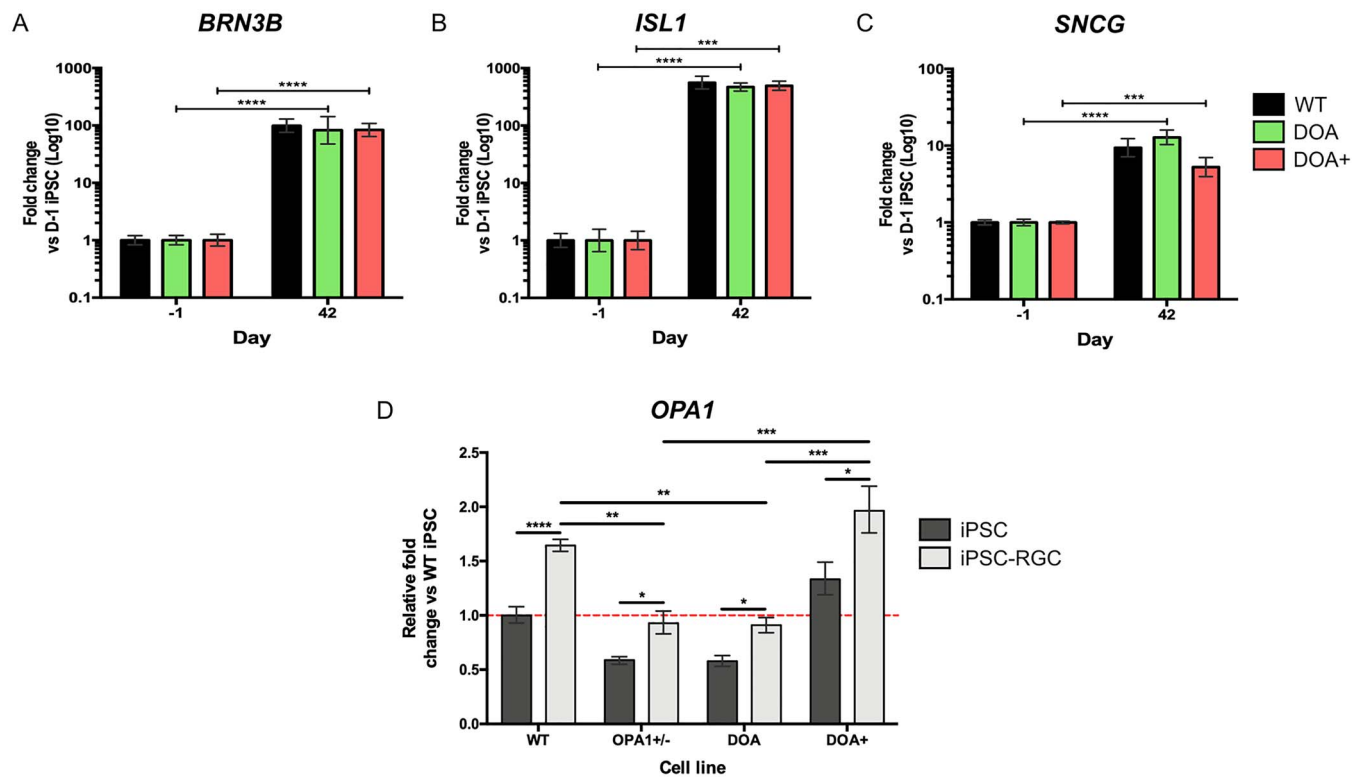 A
BRN3B
Fold change
vs D-1 iPSC (Log10)
1000
100
10
1
0.1
****
****
-1
42
Day
B
ISL1
Fold change
vs D-1 iPSC (Log10)
1000
100
10
1
0.1
***
****
-1
42
Day
C
SNCG
Fold change
vs D-1 iPSC (Log10)
100
10
1
0.1
***
****
-1
42
Day
WT
DOA
DOA+
D
OPA1
Relative fold
change vs WT iPSC
2.5
2.0
1.5
1.0
0.5
0.0
***
***
*
**
**
****
*
*
WT
OPA1+/-
DOA
DOA+
Cell line
iPSC
iPSC-RGC